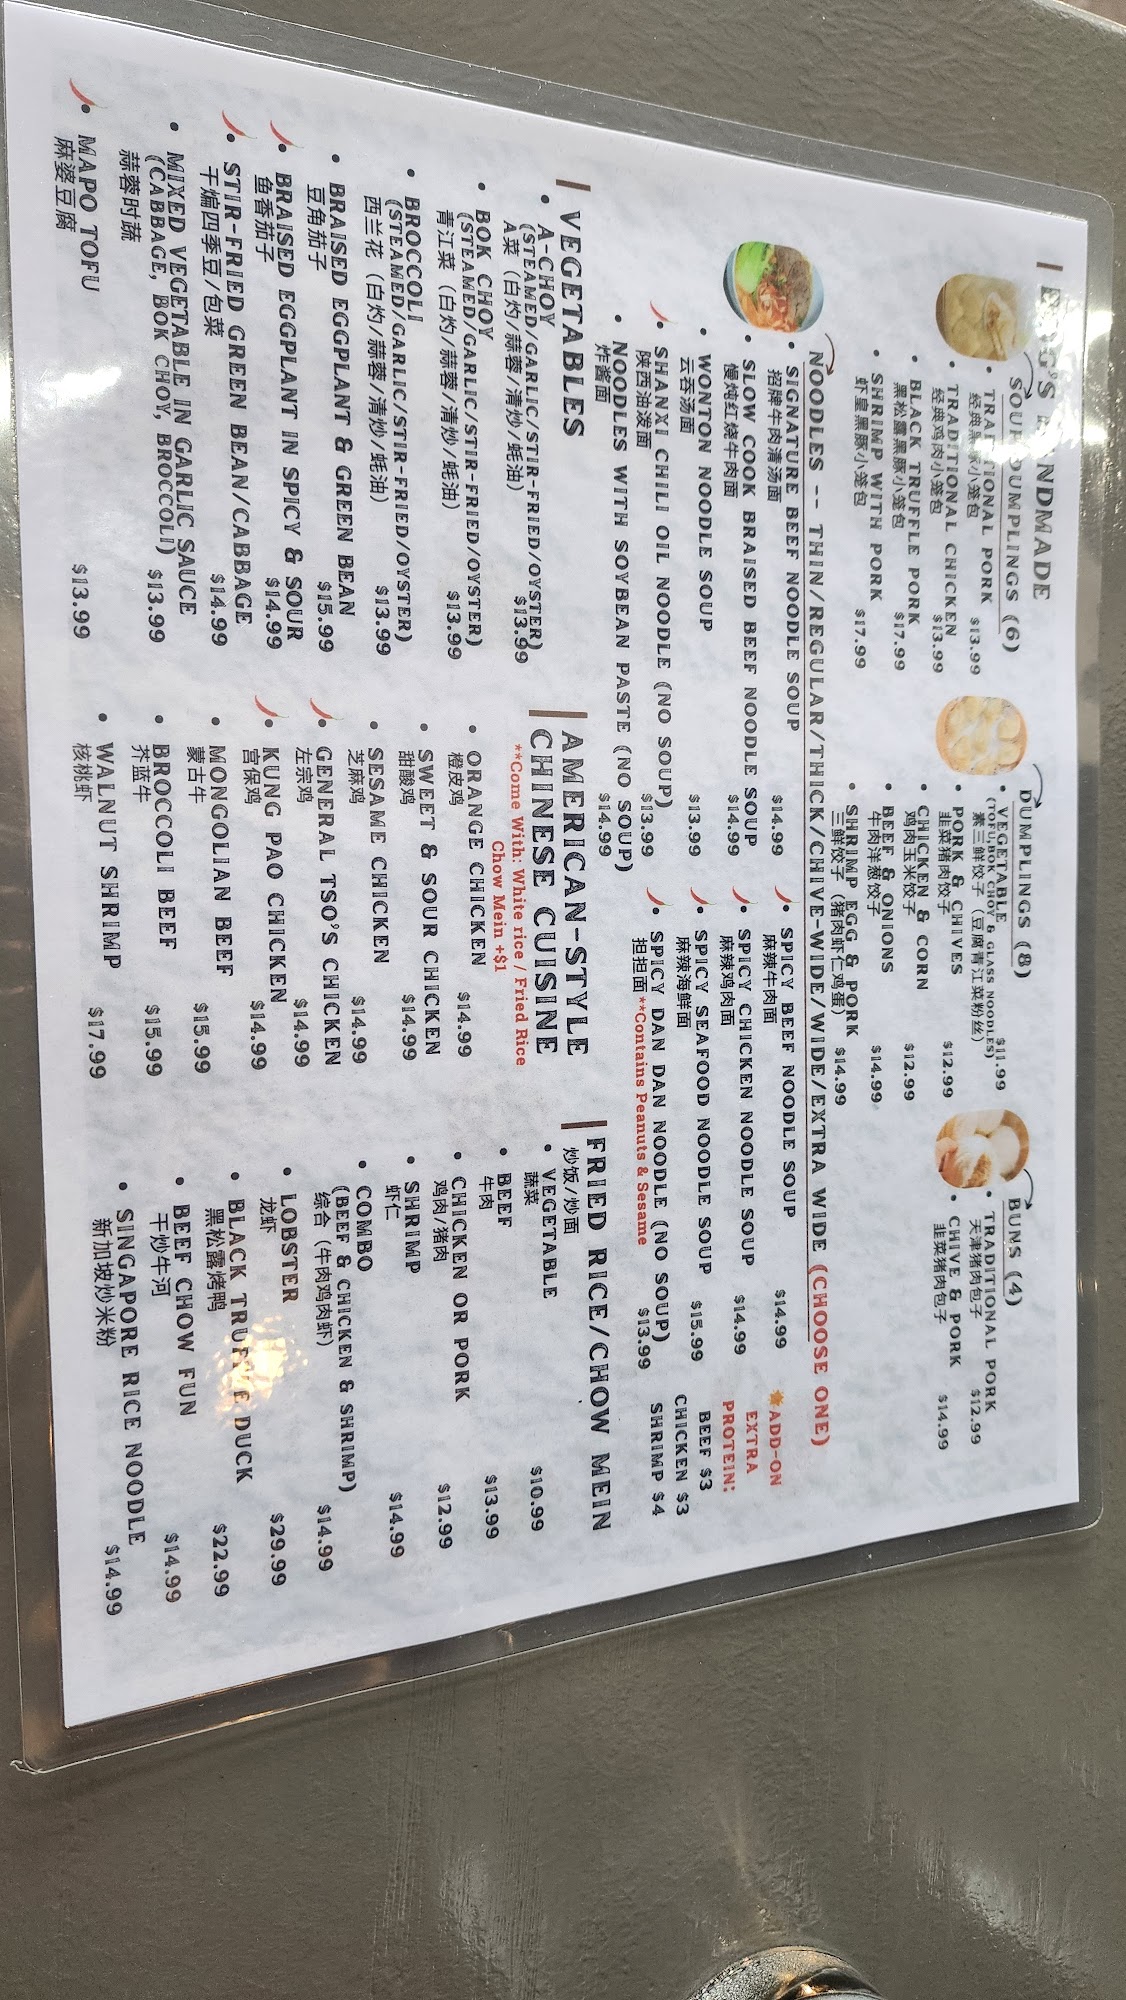 HANDMADE
SOUP DUMPLINGS (6)
• TRADITIONAL PORK $13.99
经典黑豚小笼包
• TRADITIONAL CHICKEN $13.99
经典鸡肉小笼包
• BLACK TRUFFLE PORK $17.99
黑松露黑豚小笼包
• SHRIMP WITH PORK $17.99
虾皇黑豚小笼包
DUMPLINGS (8)
• VEGETABLE $11.99
(TOFU,BOK CHOY & GLASS NOODLES)
素三鲜饺子（豆腐青江菜粉丝）
• PORK & CHIVES $12.99
韭菜猪肉饺子
• CHICKEN & CORN $12.99
鸡肉玉米饺子
• BEEF & ONIONS $14.99
牛肉洋葱饺子
• SHRIMP EGG & PORK $14.99
三鲜饺子（猪肉虾仁鸡蛋）
BUNS (4)
• TRADITIONAL PORK $12.99
天津猪肉包子
• CHIVE & PORK $14.99
韭菜猪肉包子
NOODLES -- THIN/REGULAR/THICK/CHIVE-WIDE/WIDE/EXTRA WIDE (CHOOSE ONE)
• SIGNATURE BEEF NOODLE SOUP $14.99
招牌牛肉清汤面
• SLOW COOK BRAISED BEEF NOODLE SOUP $14.99
慢炖红烧牛肉面
• WONTON NOODLE SOUP $13.99
云吞汤面
• SHANXI CHILI OIL NOODLE (NO SOUP) $13.99
陕西油泼面
• NOODLES WITH SOYBEAN PASTE (NO SOUP) $14.99
炸酱面
• SPICY BEEF NOODLE SOUP $14.99
麻辣牛肉面
• SPICY CHICKEN NOODLE SOUP $14.99
麻辣鸡肉面
• SPICY SEAFOOD NOODLE SOUP $15.99
麻辣海鲜面
• SPICY DAN DAN NOODLE (NO SOUP) $13.99
担担面**Contains Peanuts & Sesame
ADD-ON
EXTRA
PROTEIN:
BEEF $3
CHICKEN $3
SHRIMP $4
VEGETABLES
• A-CHOY
(STEAMED/GARLIC/STIR-FRIED/OYSTER) $13.99
A菜（白灼/蒜蓉/清炒/蚝油）
• BOK CHOY
(STEAMED/GARLIC/STIR-FRIED/OYSTER) $13.99
青江菜（白灼/蒜蓉/清炒/蚝油）
• BROCCOLI
(STEAMED/GARLIC/STIR-FRIED/OYSTER) $13.99
西兰花（白灼/蒜蓉/清炒/蚝油）
• BRAISED EGGPLANT & GREEN BEAN $15.99
豆角茄子
• BRAISED EGGPLANT IN SPICY & SOUR $14.99
鱼香茄子
• STIR-FRIED GREEN BEAN/CABBAGE $14.99
干煸四季豆/包菜
• MIXED VEGETABLE IN GARLIC SAUCE
(CABBAGE, BOK CHOY, BROCCOLI) $13.99
蒜蓉时蔬
• MAPO TOFU $13.99
麻婆豆腐
AMERICAN-STYLE
CHINESE CUISINE
**Come With: White rice / Fried Rice
Chow Mein +$1
• ORANGE CHICKEN $14.99
橙皮鸡
• SWEET & SOUR CHICKEN $14.99
甜酸鸡
• SESAME CHICKEN $14.99
芝麻鸡
• GENERAL TSO'S CHICKEN $14.99
左宗鸡
• KUNG PAO CHICKEN $14.99
宫保鸡
• MONGOLIAN BEEF $15.99
蒙古牛
• BROCCOLI BEEF $15.99
芥蓝牛
• WALNUT SHRIMP $17.99
核桃虾
FRIED RICE/CHOW MEIN
炒饭/炒面
• VEGETABLE $10.99
蔬菜
• BEEF $13.99
牛肉
• CHICKEN OR PORK $12.99
鸡肉/猪肉
• SHRIMP $14.99
虾仁
• COMBO
(BEEF & CHICKEN & SHRIMP) $14.99
综合（牛肉鸡肉虾）
• LOBSTER $29.99
龙虾
• BLACK TRUFFLE DUCK $22.99
黑松露烤鸭
• BEEF CHOW FUN $14.99
干炒牛河
• SINGAPORE RICE NOODLE $14.99
新加坡炒米粉